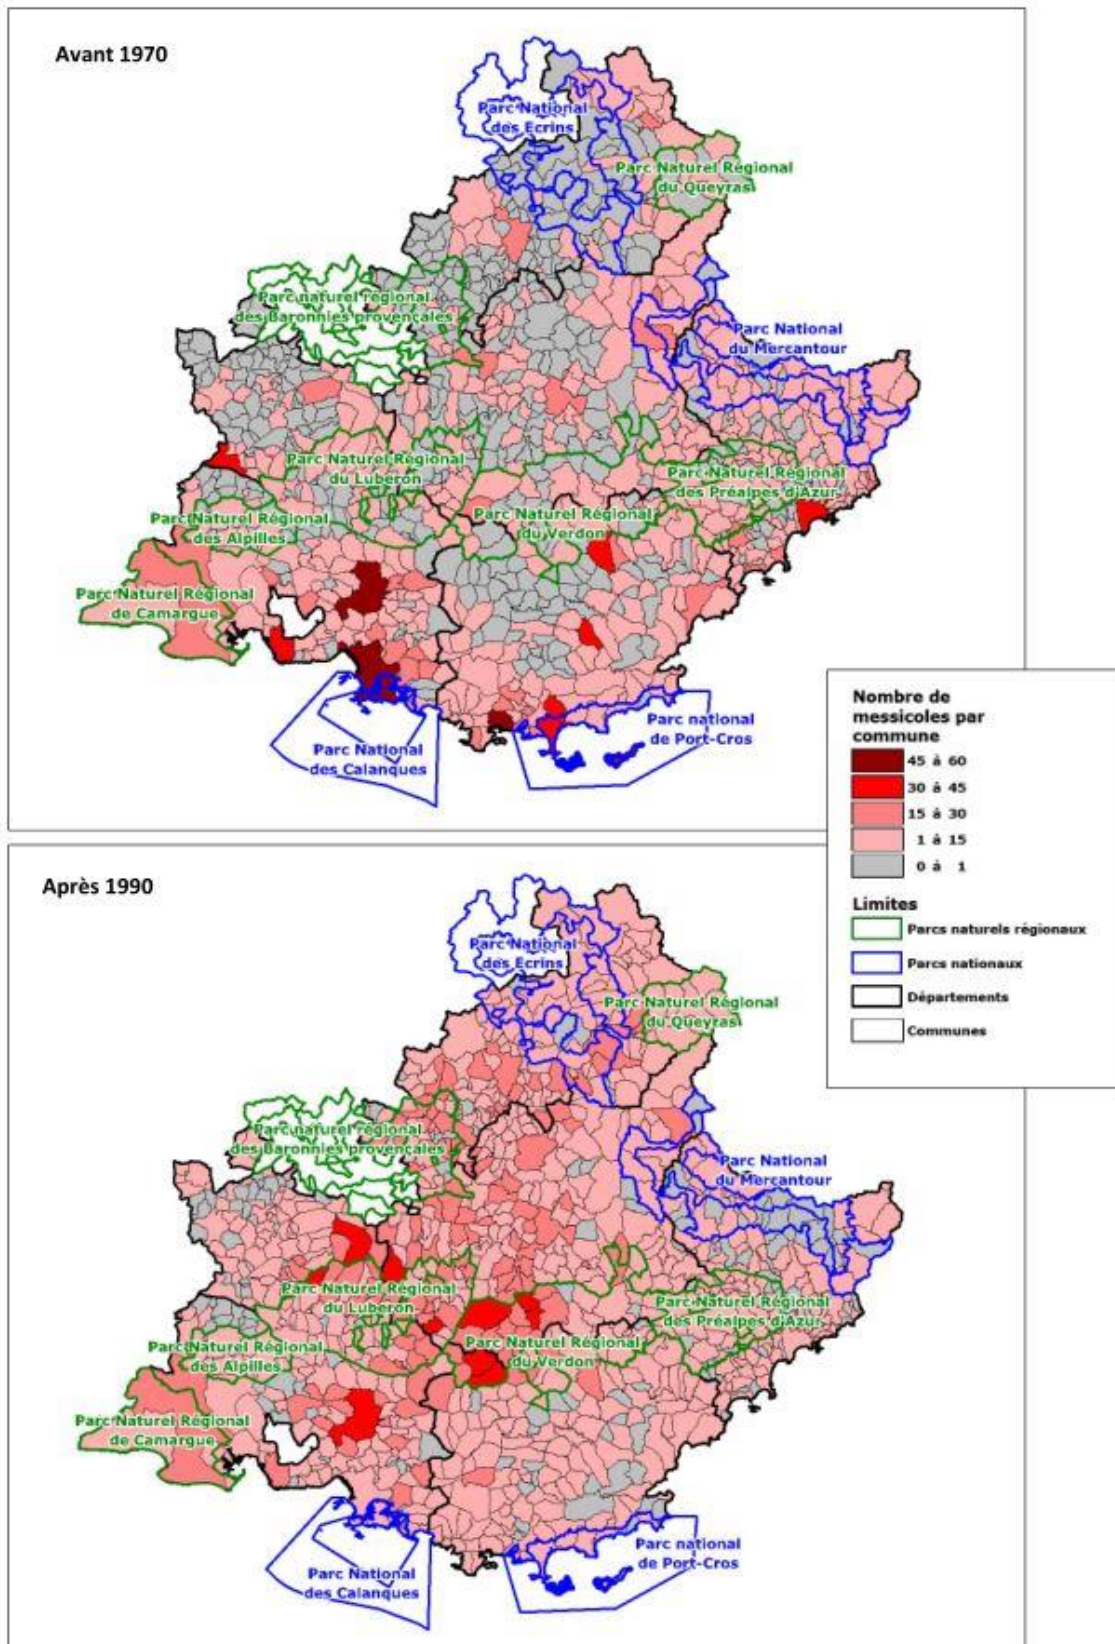 Avant 1970
Parc National
des Ecrins
Parc Naturel Régional
du Queyras
Parc naturel régional
des Baronnies provençales
Parc National
du Mercantour
Parc Naturel Régional
du Luberon
Parc Naturel Régional
des Préalpes d'Azur
Parc Naturel Régional
des Alpilles
Parc Naturel Régional
du Verdon
Parc Naturel Régional
de Camargue
Parc National
des Calanques
Parc national
de Port-Cros
Nombre de
messicoles par
commune
45 à 60
30 à 45
15 à 30
1 à 15
0 à 1
Limites
Parcs naturels régionaux
Parcs nationaux
Départements
Communes
Après 1990
Parc National
des Ecrins
Parc Naturel Régional
du Queyras
Parc naturel régional
des Baronnies provençales
Parc National
du Mercantour
Parc Naturel Régional
du Luberon
Parc Naturel Régional
des Préalpes d'Azur
Parc Naturel Régional
des Alpilles
Parc Naturel Régional
du Verdon
Parc Naturel Régional
de Camargue
Parc National
des Calanques
Parc national
de Port-Cros